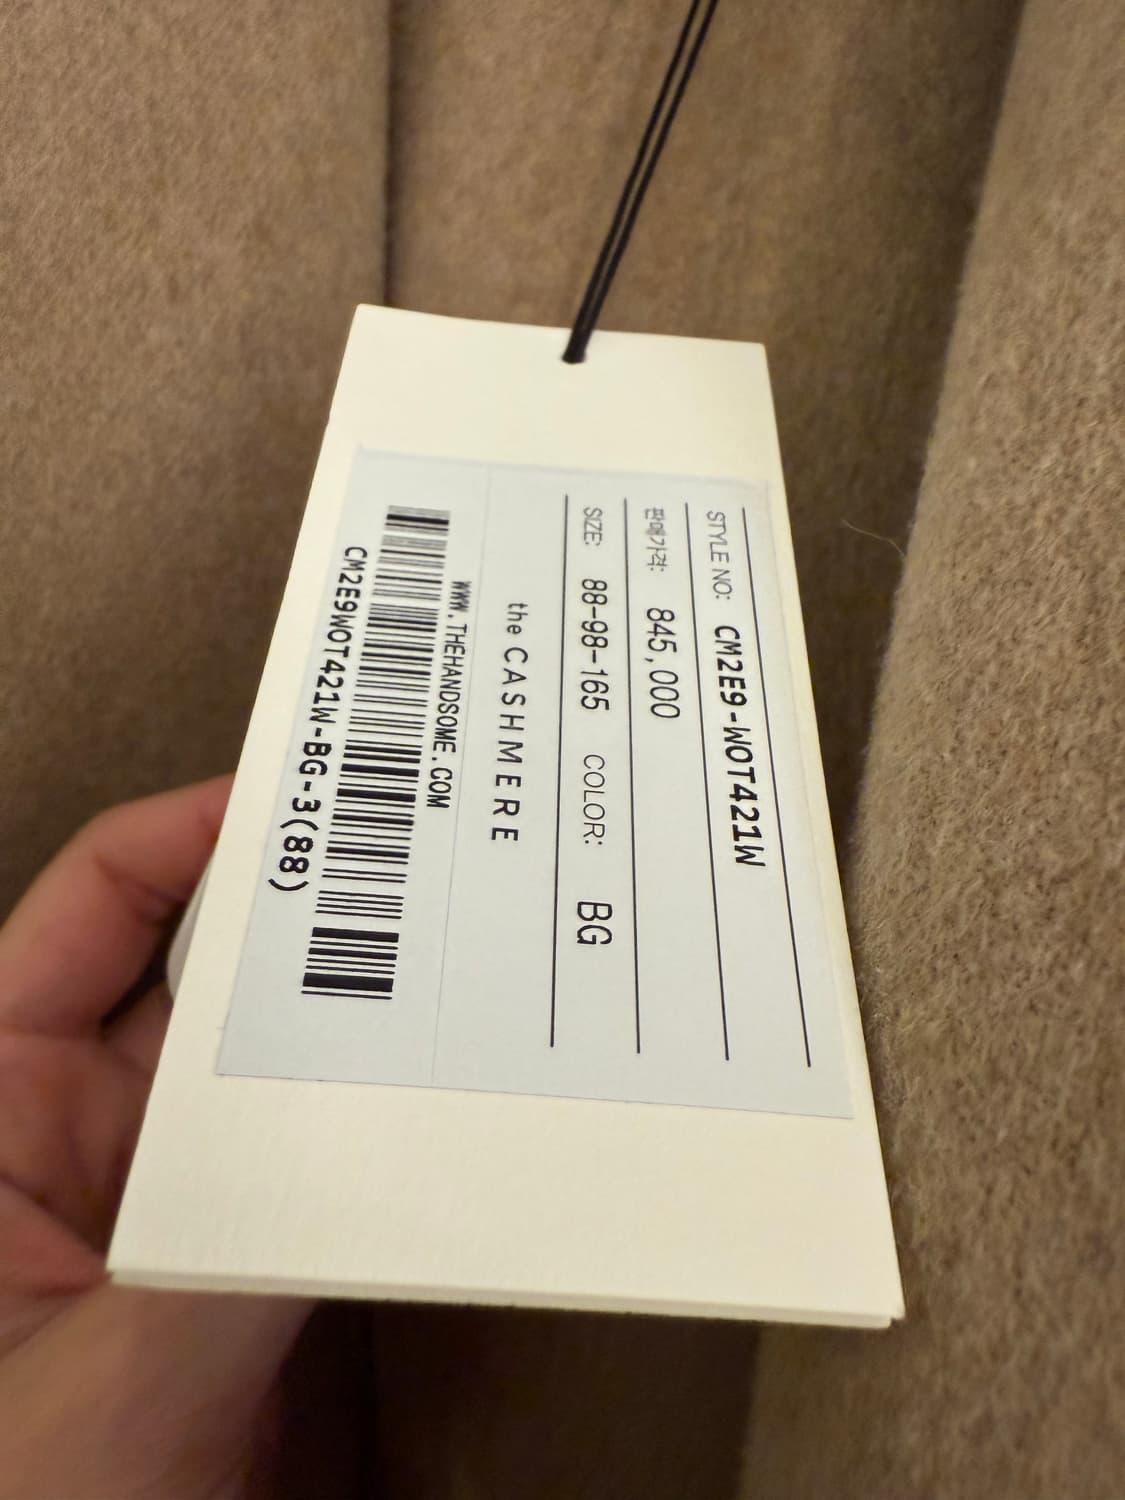 STYLE NO: CM2E9-WOT421W
판매가격: 845,000
SIZE: 88-98-165 COLOR: BG
the CASHMERE
WWW.THEHANDSOME.COM
CM2E9WOT421W-BG-3(88)